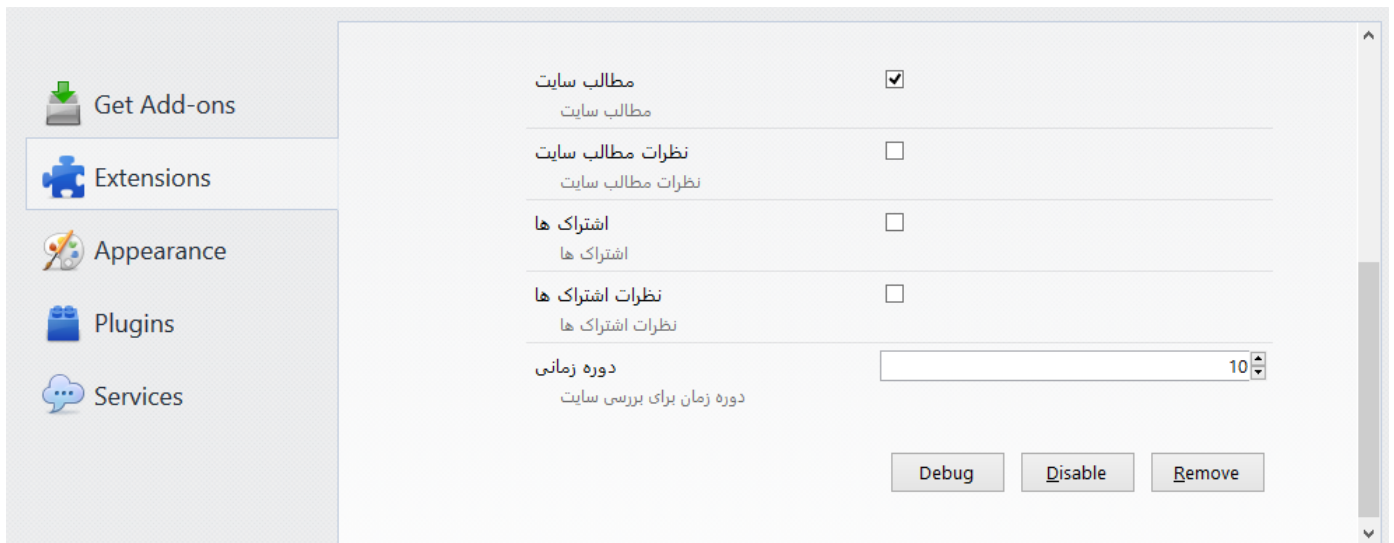 Get Add-ons
Extensions
Appearance
Plugins
Services
مطالب سایت
مطالب سایت
نظرات مطالب سایت
نظرات مطالب سایت
اشتراک ها
اشتراک ها
نظرات اشتراک ها
نظرات اشتراک ها
دوره زمانی
10
دوره زمان برای بررسی سایت
Debug Disable Remove